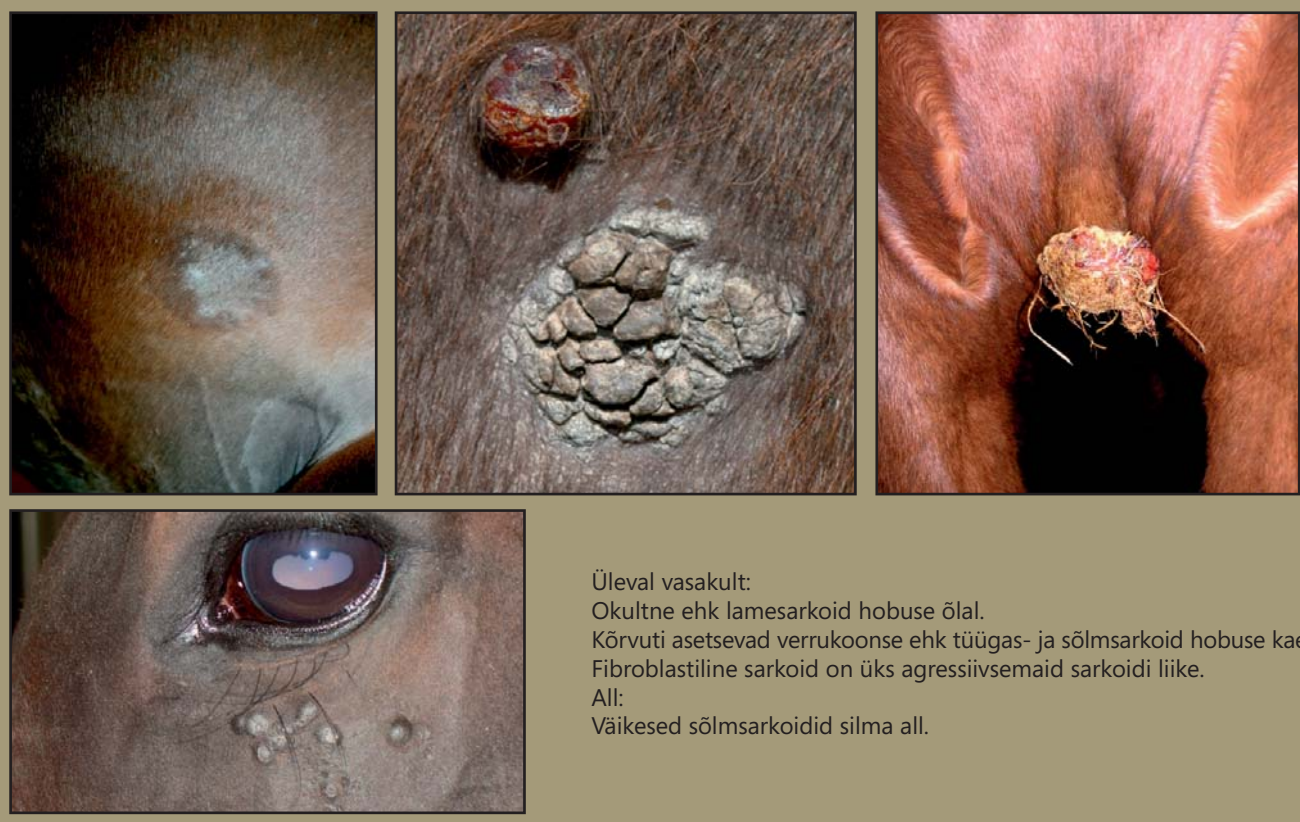 Üleval vasakult:
Okultne ehk lamesarkoid hobuse õlal.
Kõrvuti asetsevad verrukoonse ehk tüügas- ja sõlmsarkoid hobuse
Fibroblastiline sarkoid on üks agressiivsemaid sarkoidi liike.
All:
Väikesed sõlmsarkoidid silma all.